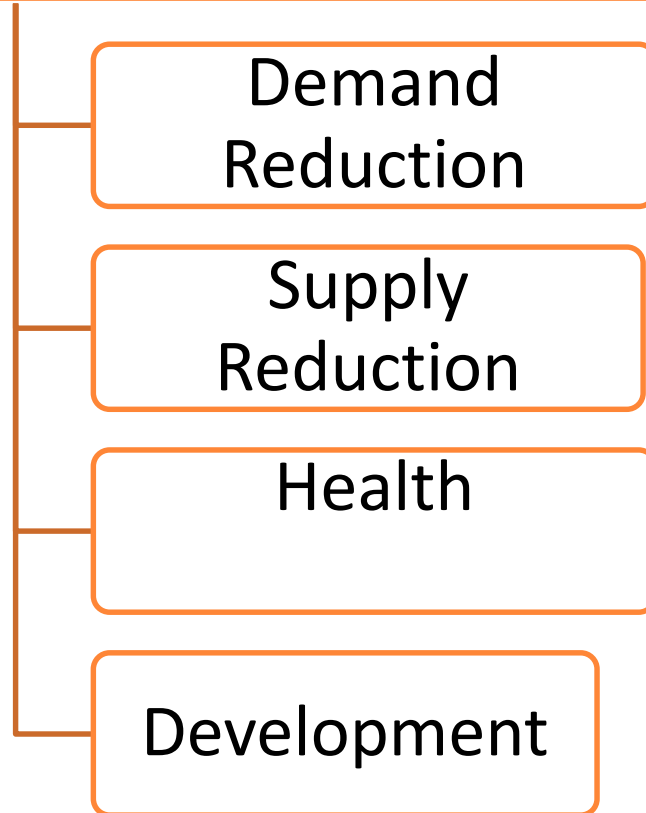 Demand
Reduction
Supply
Reduction
Health
Development